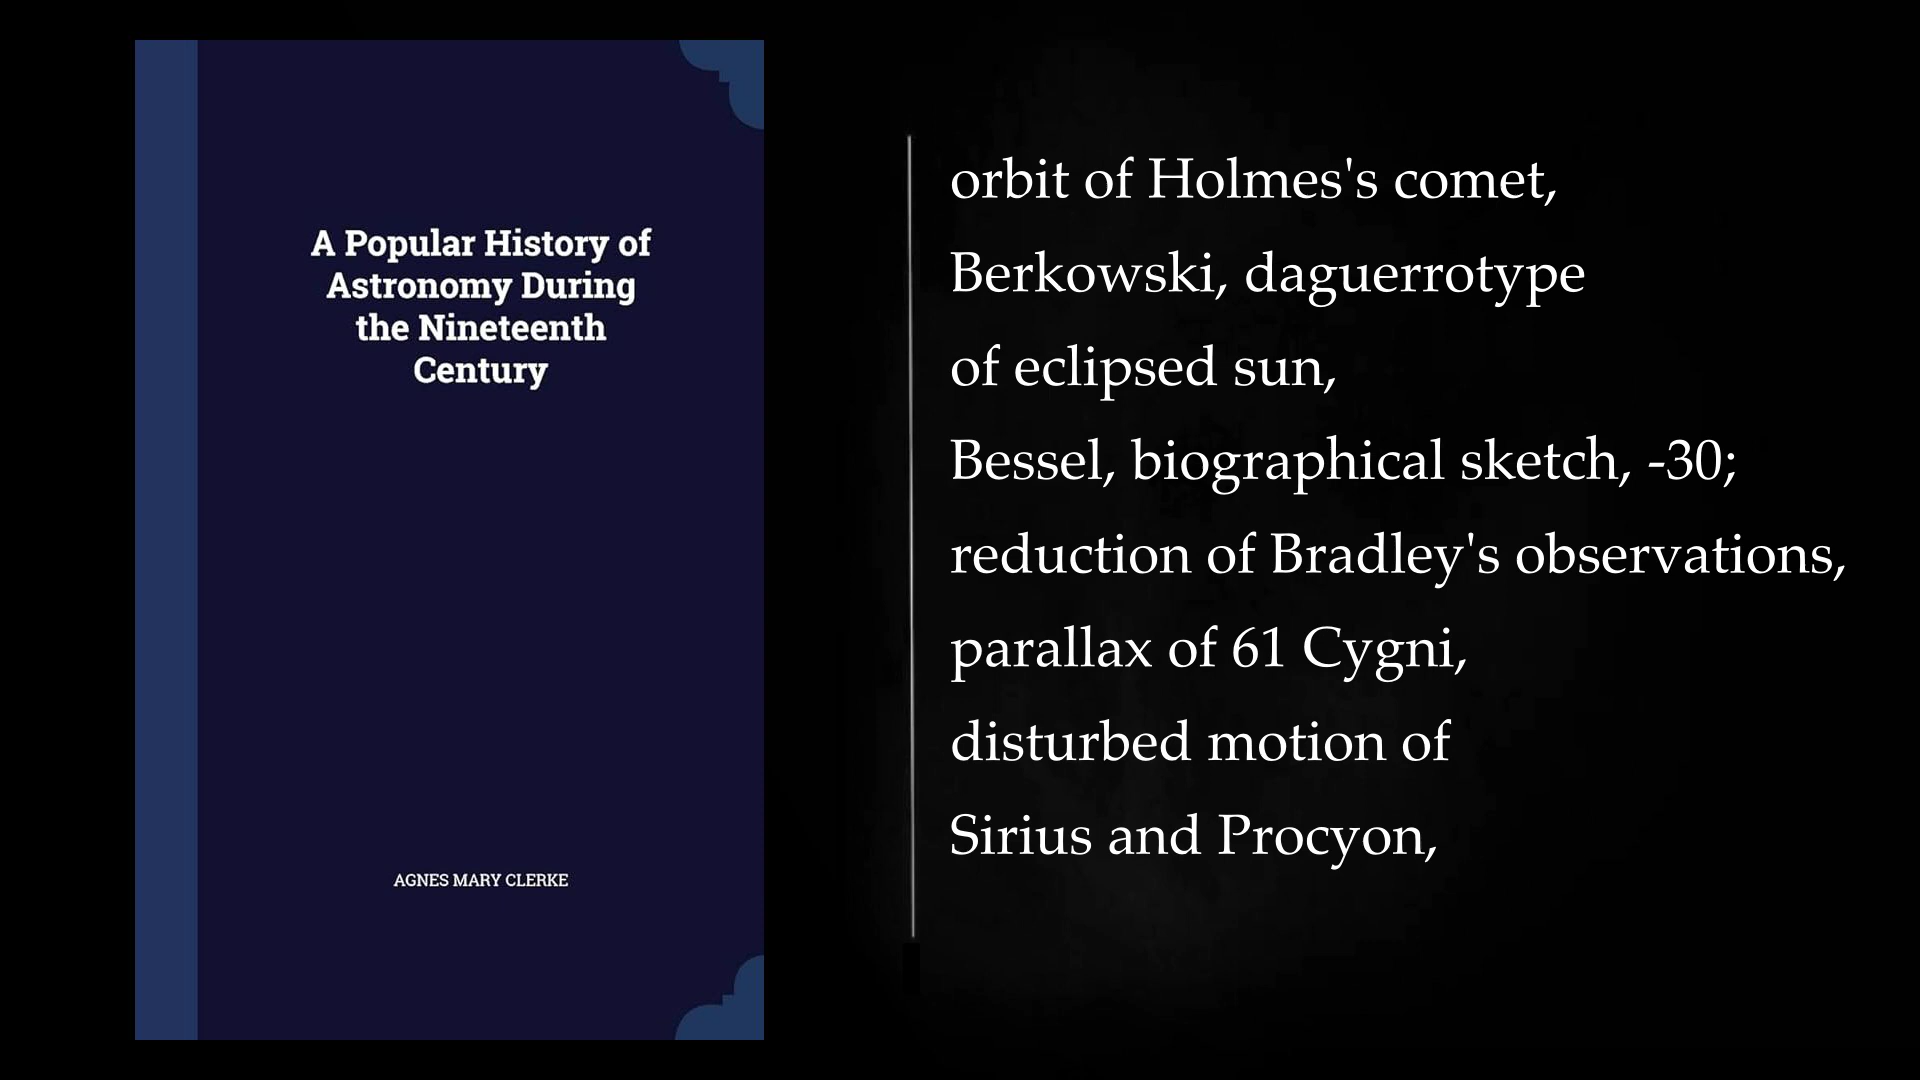 A Popular History of
Astronomy During
the Nineteenth
Century
AGNES MARY CLERKE
orbit of Holmes's comet,
Berkowski, daguerrotype
of eclipsed sun,
Bessel, biographical sketch, -30;
reduction of Bradley's observations,
parallax of 61 Cygni,
disturbed motion of
Sirius and Procyon,